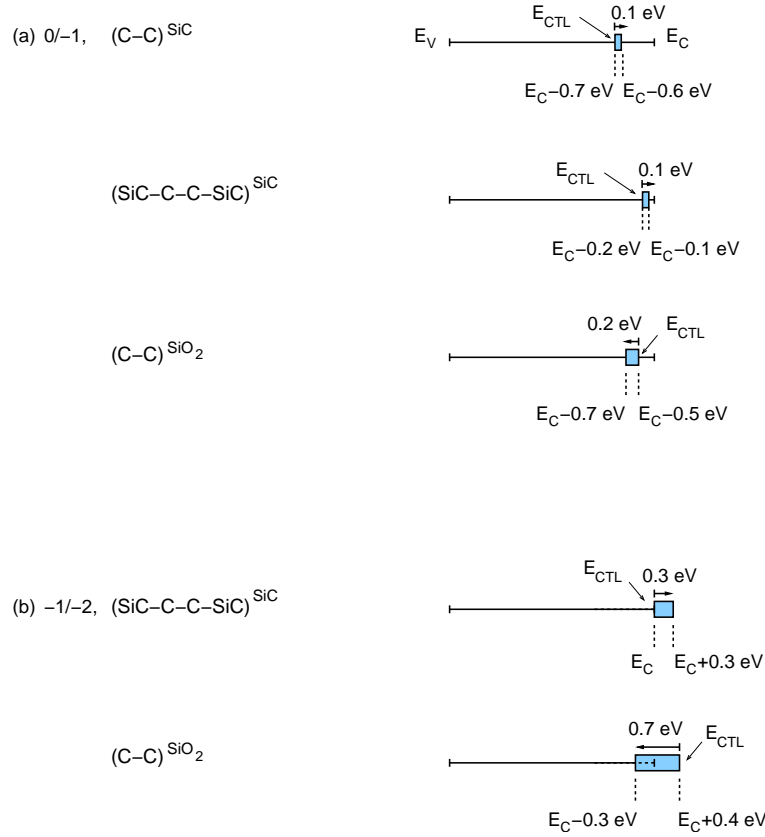 (a) 0/−1, (C−C)^SiC
E_CTL 0.1 eV
E_V E_C
E_C−0.7 eV E_C−0.6 eV
(SiC−C−C−SiC)^SiC
E_CTL 0.1 eV
E_C−0.2 eV E_C−0.1 eV
(C−C)^SiO_2
0.2 eV E_CTL
E_C−0.7 eV E_C−0.5 eV
(b) −1/−2, (SiC−C−C−SiC)^SiC
E_CTL 0.3 eV
E_C E_C+0.3 eV
(C−C)^SiO_2
0.7 eV E_CTL
E_C−0.3 eV E_C+0.4 eV